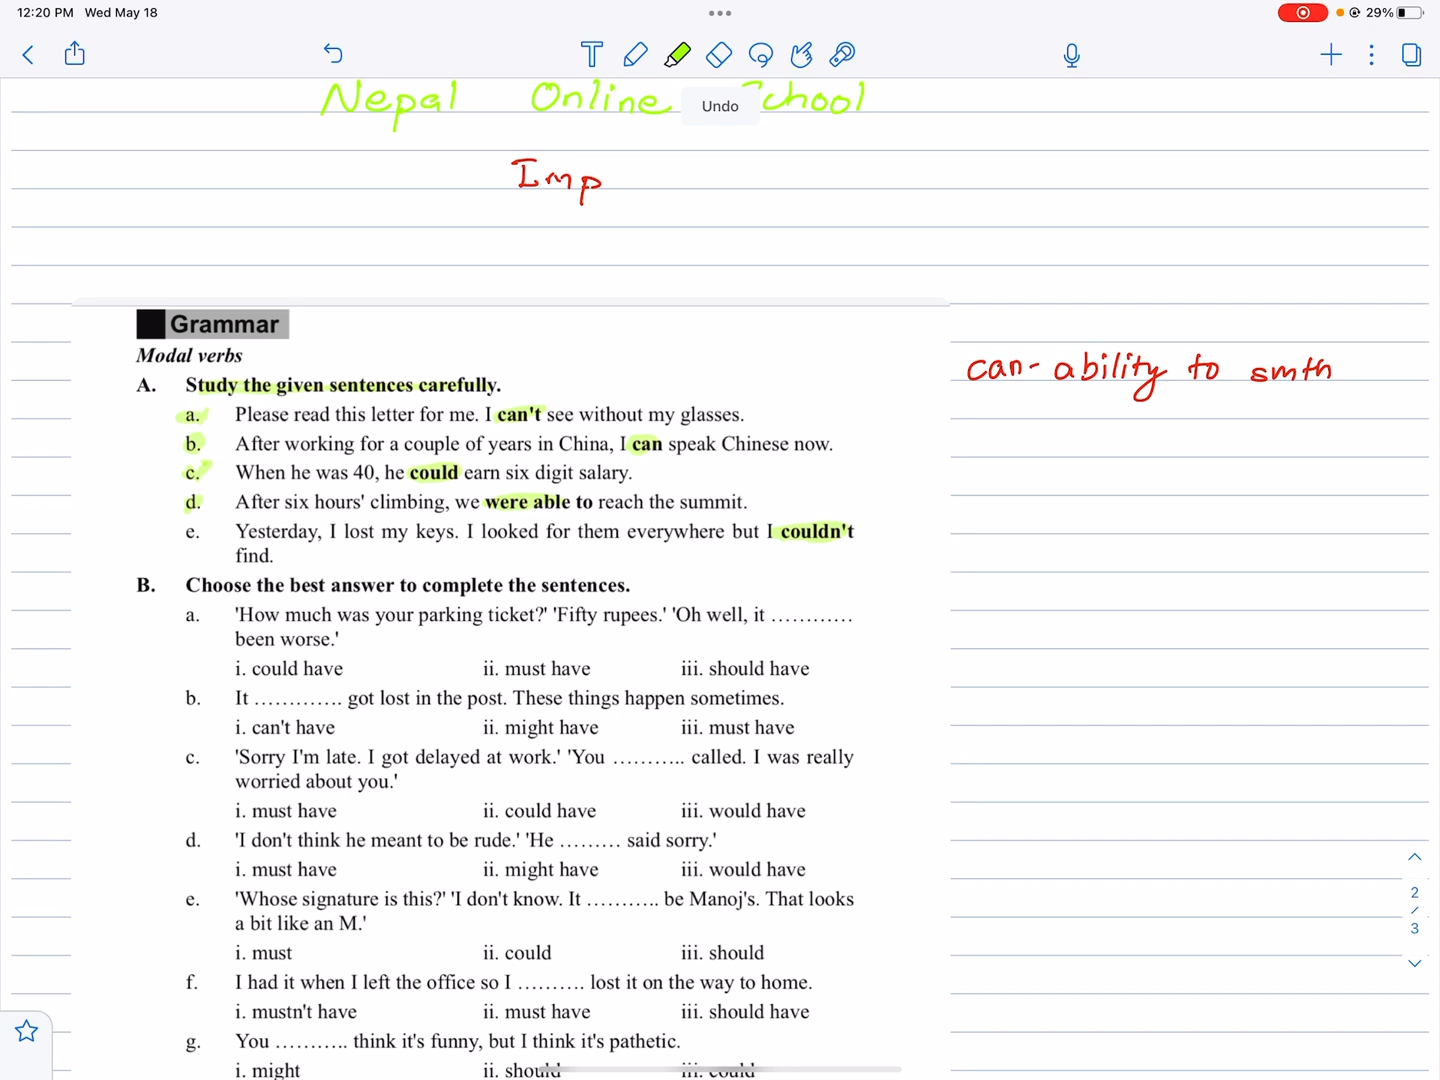 12:20 PM Wed May 18
29%
Nepal Online School
Undo
Imp
Grammar
Modal verbs
can- ability to smth
A. Study the given sentences carefully.
a. Please read this letter for me. I can't see without my glasses.
b. After working for a couple of years in China, I can speak Chinese now.
c. When he was 40, he could earn six digit salary.
d. After six hours' climbing, we were able to reach the summit.
e. Yesterday, I lost my keys. I looked for them everywhere but I couldn't
find.
B. Choose the best answer to complete the sentences.
a. 'How much was your parking ticket?' 'Fifty rupees.' 'Oh well, it …………
been worse.'
i. could have ii. must have iii. should have
b. It …………. got lost in the post. These things happen sometimes.
i. can't have ii. might have iii. must have
c. 'Sorry I'm late. I got delayed at work.' 'You ……….. called. I was really
worried about you.'
i. must have ii. could have iii. would have
d. 'I don't think he meant to be rude.' 'He ……… said sorry.'
i. must have ii. might have iii. would have
e. 'Whose signature is this?' 'I don't know. It ……….. be Manoj's. That looks
a bit like an M.'
i. must ii. could iii. should
f. I had it when I left the office so I ………. lost it on the way to home.
i. mustn't have ii. must have iii. should have
g. You ……….. think it's funny, but I think it's pathetic.
i. might ii. should iii. could
2
/
3